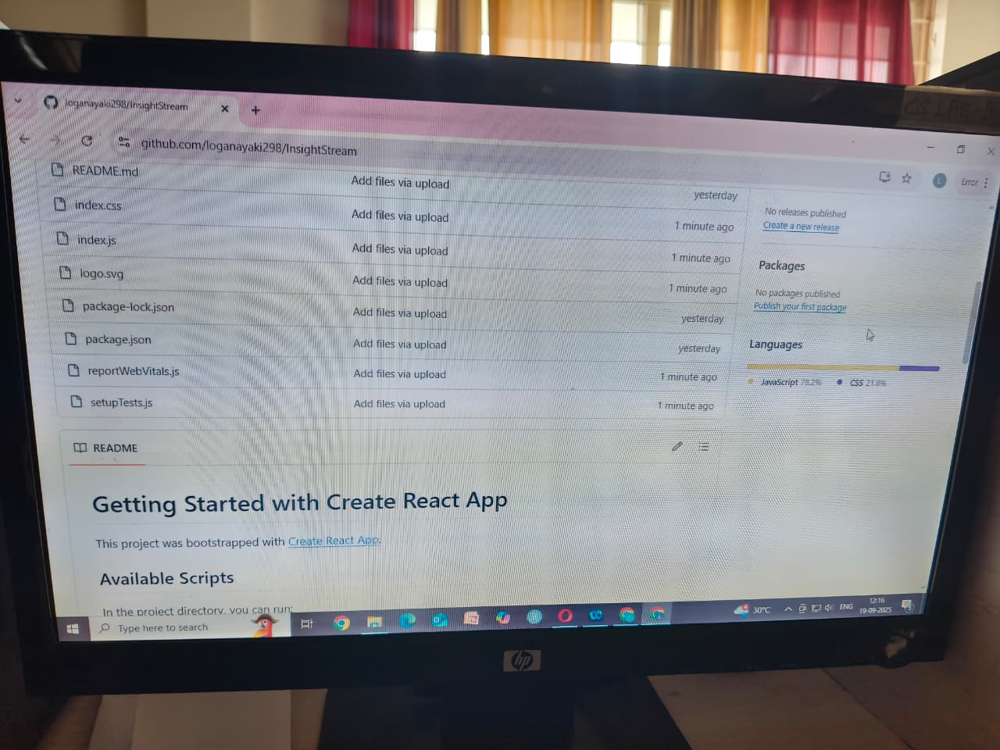 loganayaki298/InsightStream
github.com/loganayaki298/InsightStream
Error
README.md Add files via upload yesterday
index.css Add files via upload 1 minute ago
index.js Add files via upload 1 minute ago
logo.svg Add files via upload 1 minute ago
package-lock.json Add files via upload yesterday
package.json Add files via upload yesterday
reportWebVitals.js Add files via upload 1 minute ago
setupTests.js Add files via upload 1 minute ago
No releases published
Create a new release
Packages
No packages published
Publish your first package
Languages
JavaScript 78.2% CSS 21.8%
README
Getting Started with Create React App
This project was bootstrapped with Create React App.
Available Scripts
In the project directory, you can run:
Type here to search
30°C
ENG
12:16
19-09-2025
hp